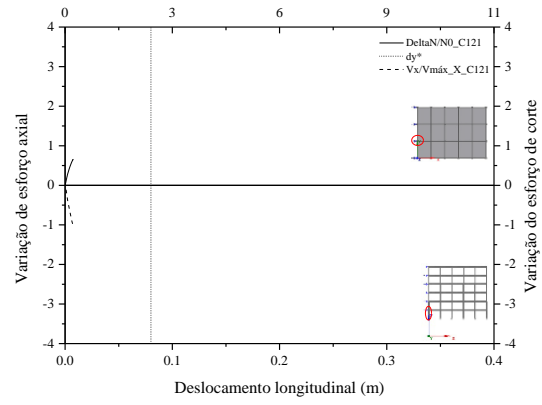 0 3 6 8 11
DeltaN/N0_C121
dy*
Vx/Vmáx_X_C121
4 4
3 3
2 2
1 1
0 0
-1 -1
-2 -2
-3 -3
-4 -4
Variação de esforço axial
Variação do esforço de corte
0.0 0.1 0.2 0.3 0.4
Deslocamento longitudinal (m)